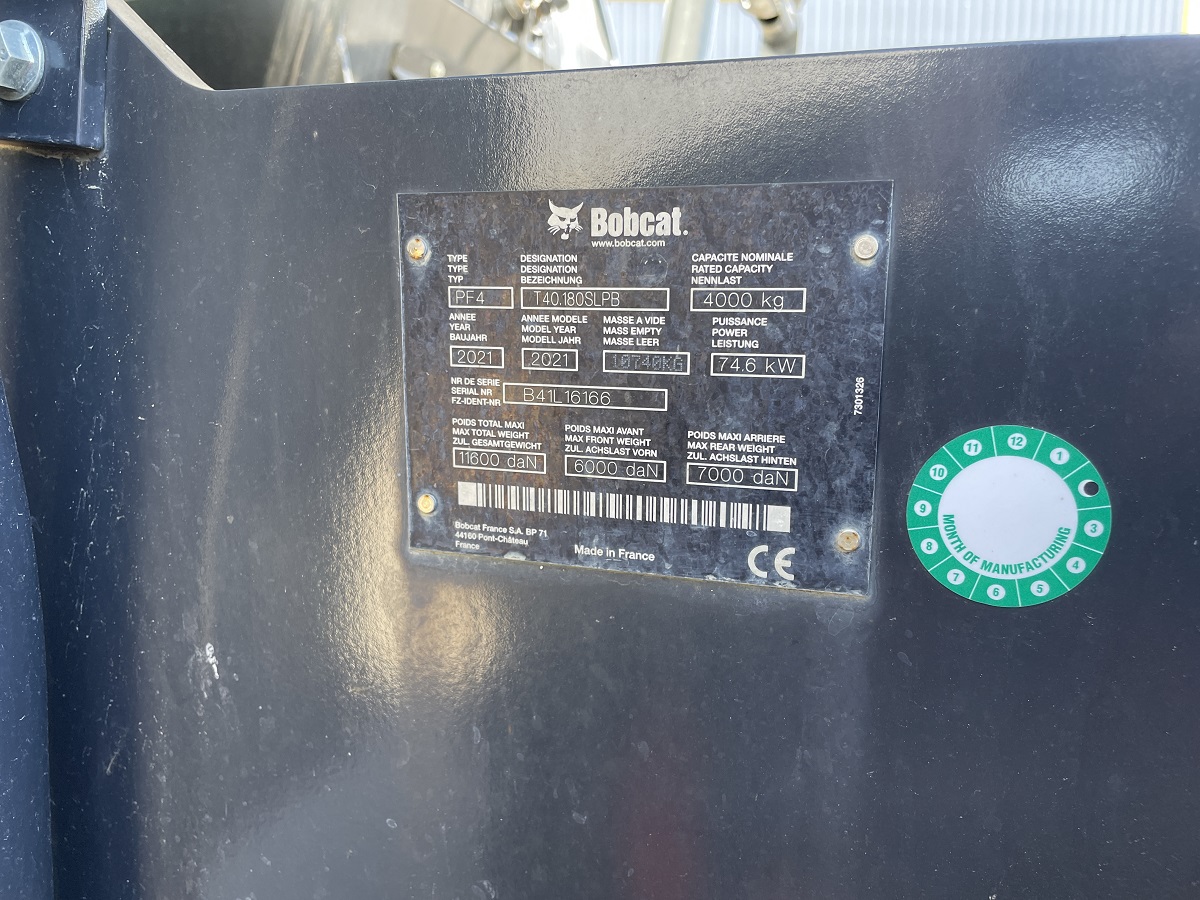 Bobcat.
www.bobcat.com
TYPE
TYPE
TYP
PF4
DESIGNATION
DESIGNATION
BEZEICHNUNG
T40.180SLPB
CAPACITE NOMINALE
RATED CAPACITY
NENNLAST
4000 kg
ANNEE
YEAR
BAUJAHR
2021
ANNEE MODELE
MODEL YEAR
MODELL JAHR
2021
MASSE A VIDE
MASS EMPTY
MASSE LEER
10740KG
PUISSANCE
POWER
LEISTUNG
74.6 kW
NR DE SERIE
SERIAL NR
FZ-IDENT-NR
B41L16166
7301326
POIDS TOTAL MAXI
MAX TOTAL WEIGHT
ZUL. GESAMTGEWICHT
11600 daN
POIDS MAXI AVANT
MAX FRONT WEIGHT
ZUL. ACHSLAST VORN
6000 daN
POIDS MAXI ARRIERE
MAX REAR WEIGHT
ZUL. ACHSLAST HINTEN
7000 daN
Bobcat France S.A. BP 71
44160 Pont-Château
France
Made in France
CE
12
1
3
4
5
6
7
8
9
10
11
MONTH OF MANUFACTURING